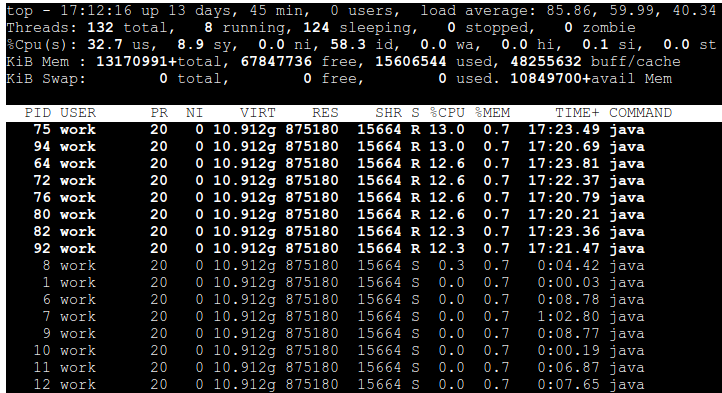 top - 17:12:16 up 13 days, 45 min,  0 users,  load average: 85.86, 59.99, 40.34
Threads: 132 total,   8 running, 124 sleeping,   0 stopped,   0 zombie
%Cpu(s): 32.7 us,  8.9 sy,  0.0 ni, 58.3 id,  0.0 wa,  0.0 hi,  0.1 si,  0.0 st
KiB Mem : 13170991+total, 67847736 free, 15606544 used, 48255632 buff/cache
KiB Swap:        0 total,        0 free,        0 used. 10849700+avail Mem
PID USER      PR  NI    VIRT    RES    SHR S %CPU %MEM     TIME+ COMMAND
75 work      20   0 10.912g 875180  15664 R 13.0  0.7  17:23.49 java
94 work      20   0 10.912g 875180  15664 R 13.0  0.7  17:20.69 java
64 work      20   0 10.912g 875180  15664 R 12.6  0.7  17:23.81 java
72 work      20   0 10.912g 875180  15664 R 12.6  0.7  17:22.37 java
76 work      20   0 10.912g 875180  15664 R 12.6  0.7  17:20.79 java
80 work      20   0 10.912g 875180  15664 R 12.6  0.7  17:20.21 java
82 work      20   0 10.912g 875180  15664 R 12.3  0.7  17:23.36 java
92 work      20   0 10.912g 875180  15664 R 12.3  0.7  17:21.47 java
8 work      20   0 10.912g 875180  15664 S  0.3  0.7   0:04.42 java
1 work      20   0 10.912g 875180  15664 S  0.0  0.7   0:00.03 java
6 work      20   0 10.912g 875180  15664 S  0.0  0.7   0:08.78 java
7 work      20   0 10.912g 875180  15664 S  0.0  0.7   1:02.80 java
9 work      20   0 10.912g 875180  15664 S  0.0  0.7   0:08.77 java
10 work      20   0 10.912g 875180  15664 S  0.0  0.7   0:00.19 java
11 work      20   0 10.912g 875180  15664 S  0.0  0.7   0:06.87 java
12 work      20   0 10.912g 875180  15664 S  0.0  0.7   0:07.65 java